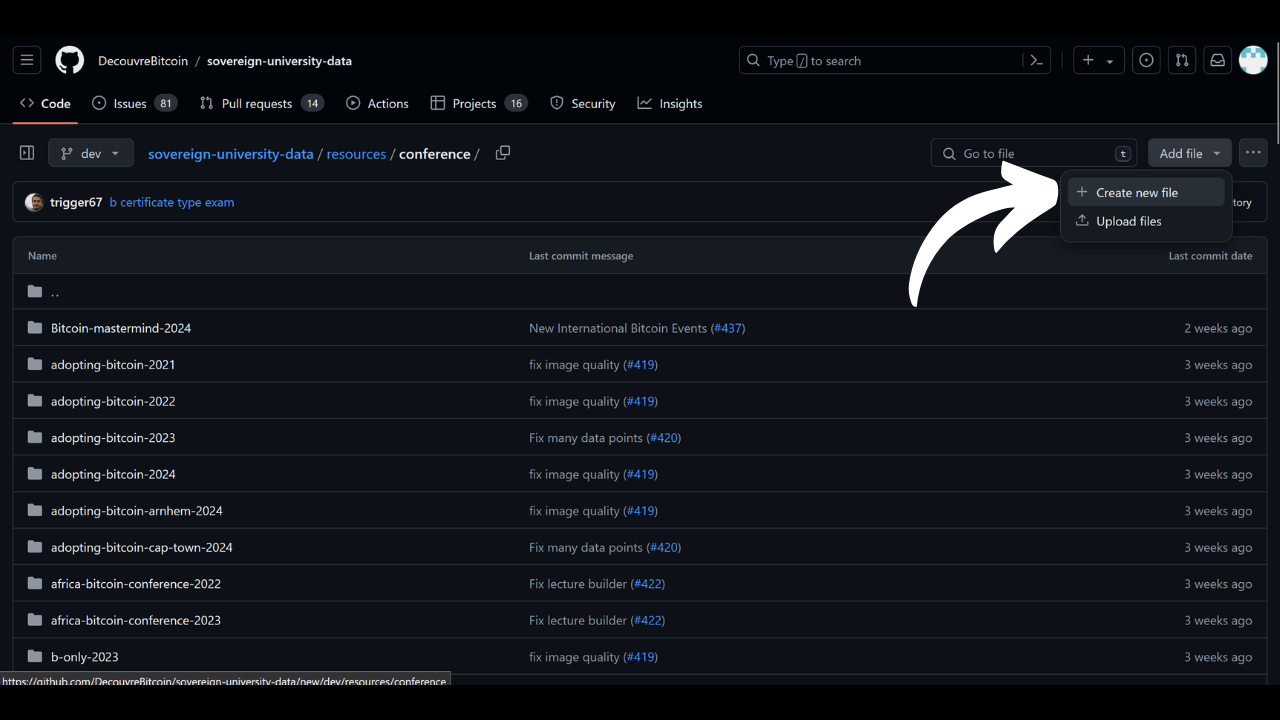 DecouvreBitcoin / sovereign-university-data
Type / to search
Code Issues 81 Pull requests 14 Actions Projects 16 Security Insights
dev sovereign-university-data / resources / conference /
Go to file t Add file
trigger67 b certificate type exam
tory
Create new file
Upload files
Name Last commit message Last commit date
..
Bitcoin-mastermind-2024 New International Bitcoin Events (#437) 2 weeks ago
adopting-bitcoin-2021 fix image quality (#419) 3 weeks ago
adopting-bitcoin-2022 fix image quality (#419) 3 weeks ago
adopting-bitcoin-2023 Fix many data points (#420) 3 weeks ago
adopting-bitcoin-2024 fix image quality (#419) 3 weeks ago
adopting-bitcoin-arnhem-2024 fix image quality (#419) 3 weeks ago
adopting-bitcoin-cap-town-2024 Fix many data points (#420) 3 weeks ago
africa-bitcoin-conference-2022 Fix lecture builder (#422) 3 weeks ago
africa-bitcoin-conference-2023 Fix lecture builder (#422) 3 weeks ago
b-only-2023 fix image quality (#419) 3 weeks ago
https://github.com/DecouvreBitcoin/sovereign-university-data/new/dev/resources/conference